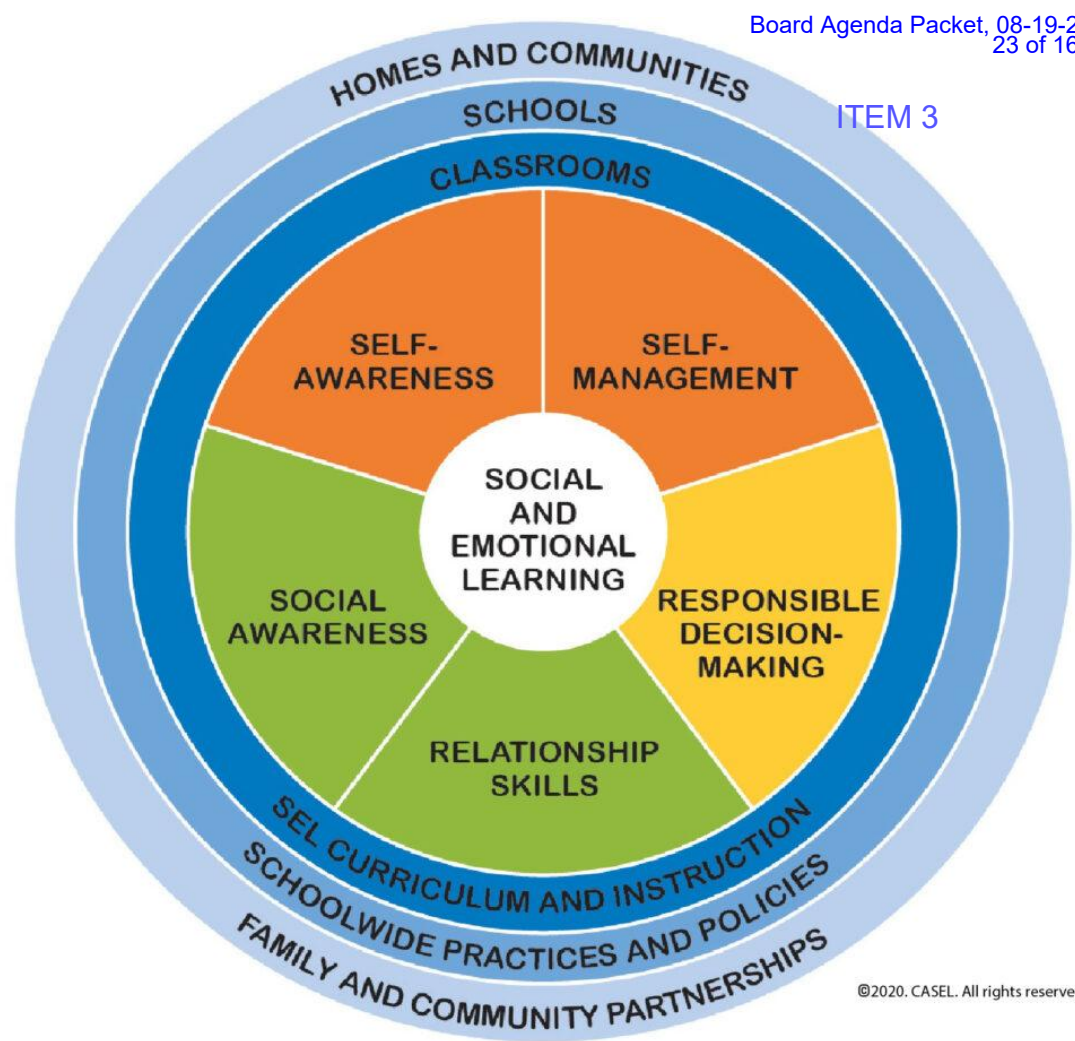 Board Agenda Packet, 08-19-2
23 of 16
ITEM 3
HOMES AND COMMUNITIES
SCHOOLS
CLASSROOMS
SELF-
AWARENESS
SELF-
MANAGEMENT
SOCIAL
AND
EMOTIONAL
LEARNING
SOCIAL
AWARENESS
RESPONSIBLE
DECISION-
MAKING
RELATIONSHIP
SKILLS
SEL CURRICULUM AND INSTRUCTION
SCHOOLWIDE PRACTICES AND POLICIES
FAMILY AND COMMUNITY PARTNERSHIPS
©2020. CASEL. All rights reserve